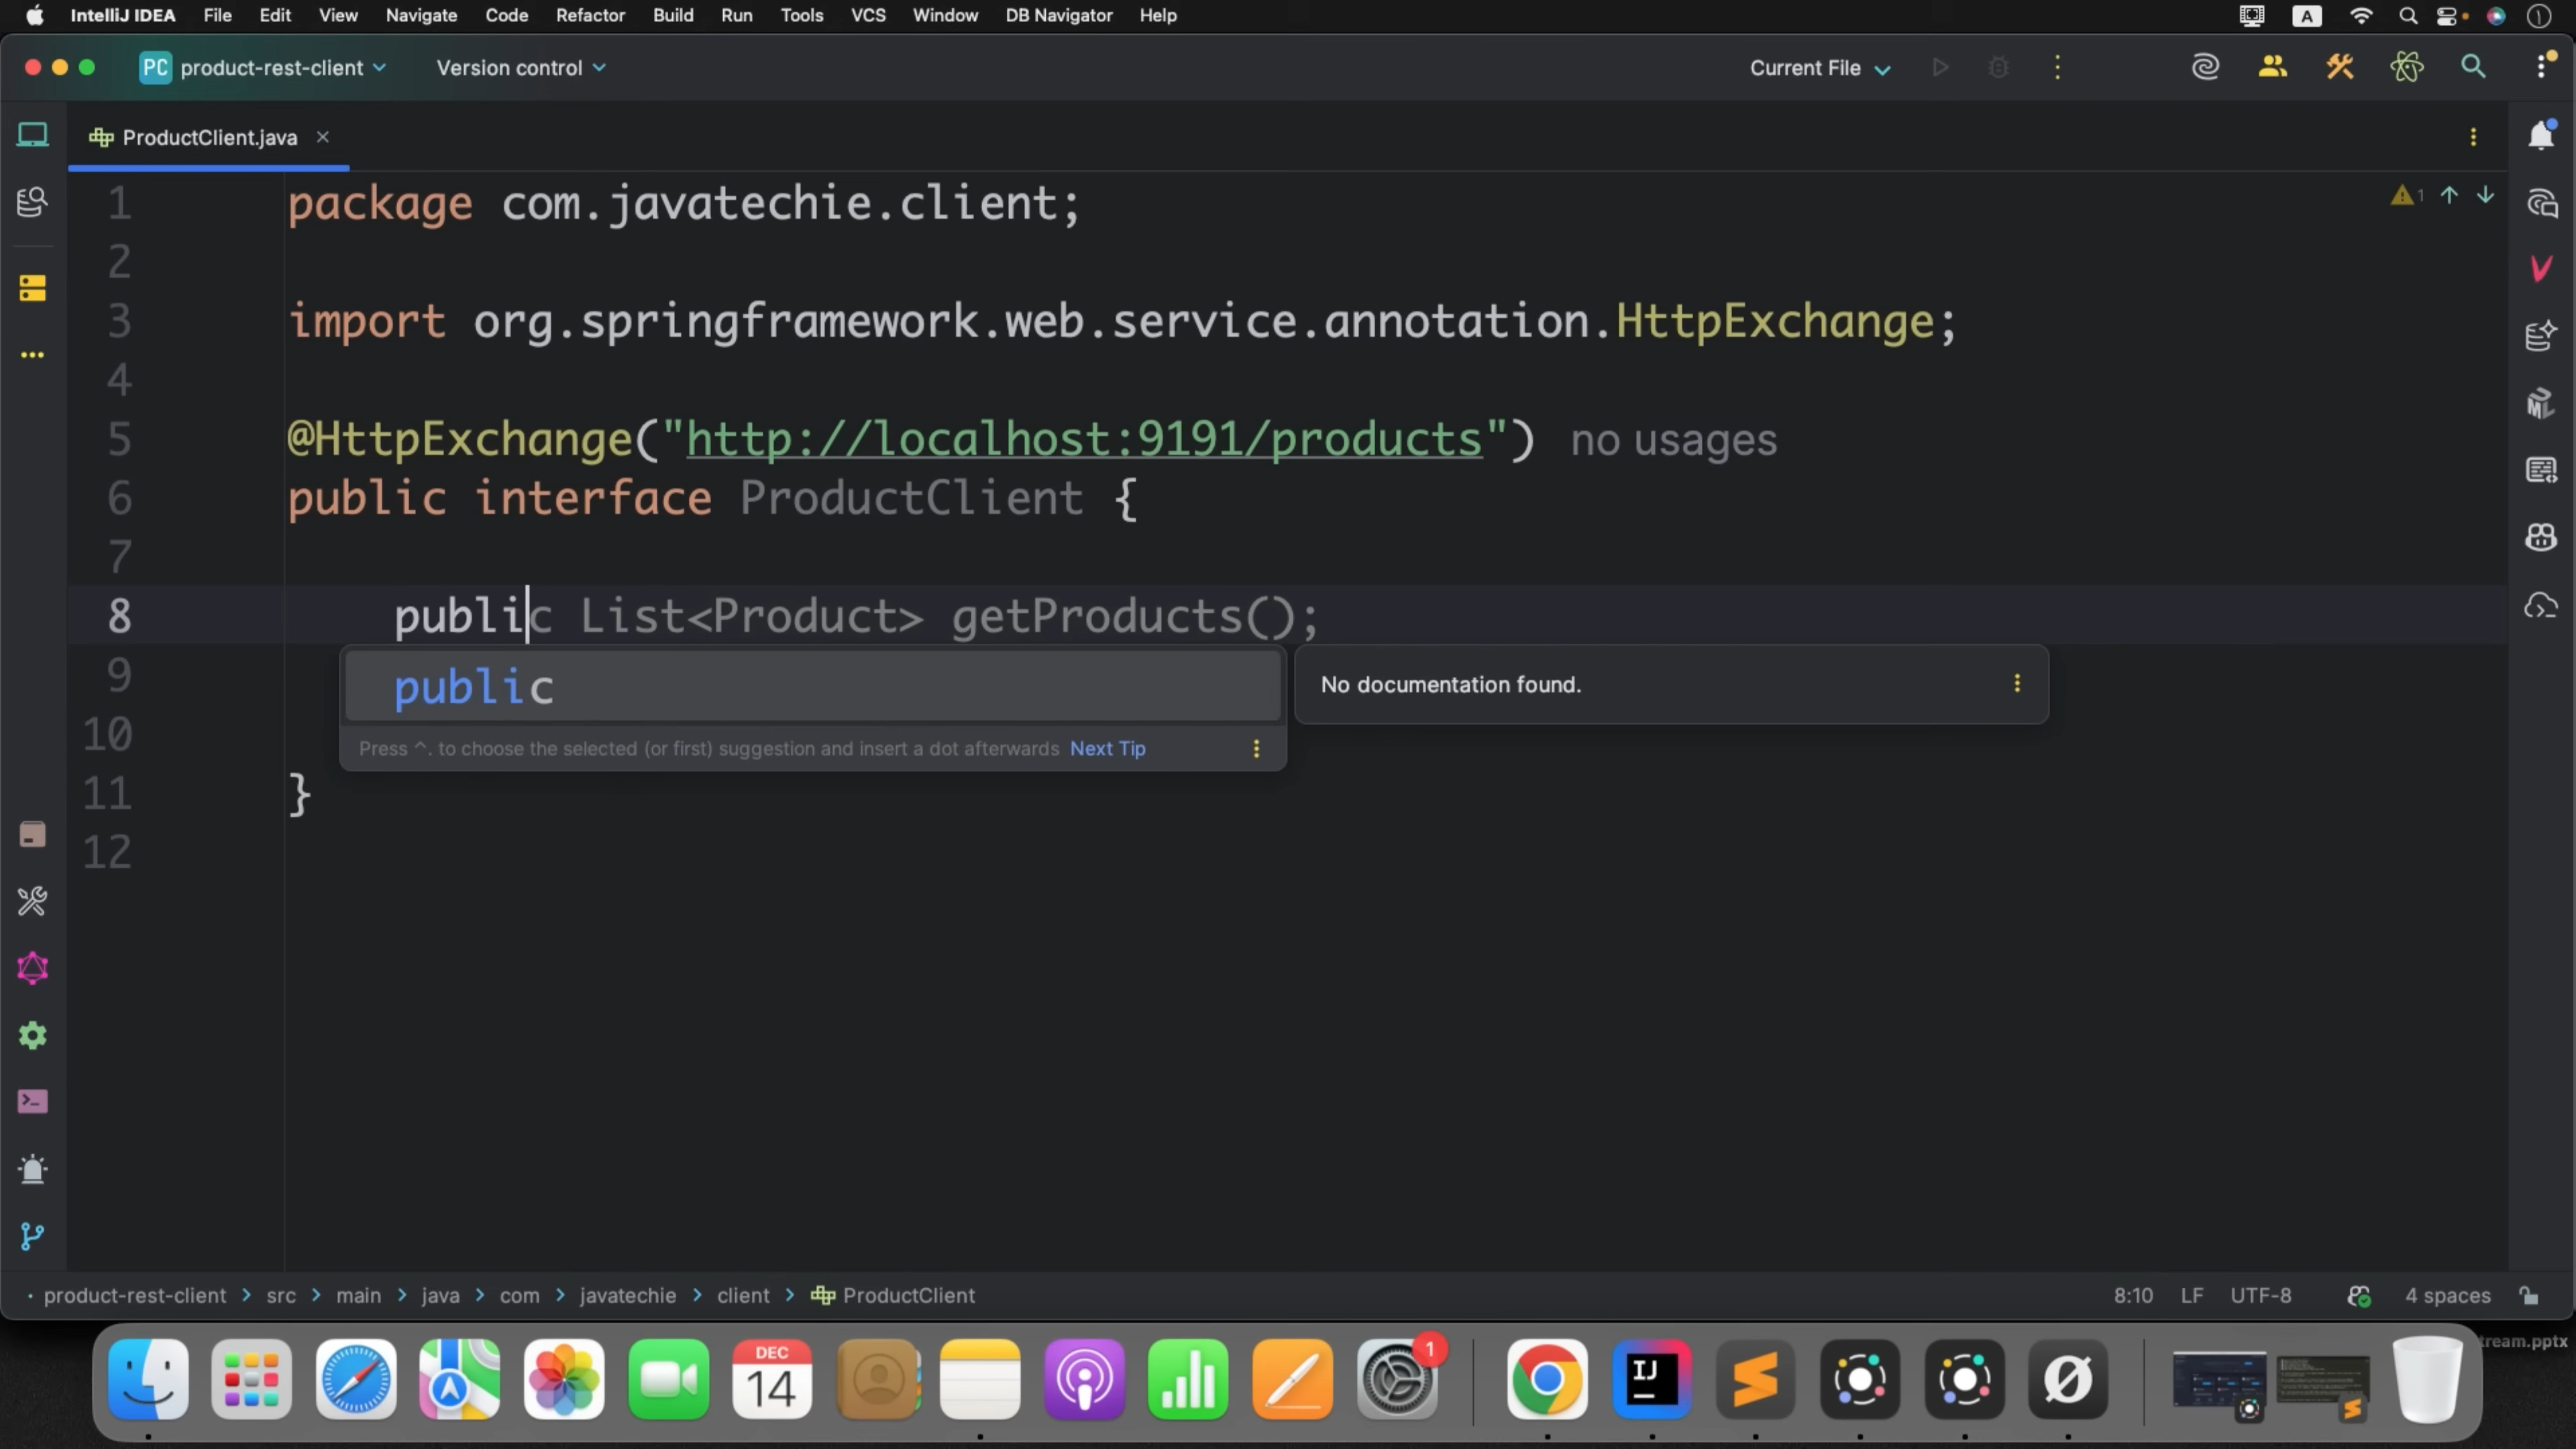 IntelliJ IDEA File Edit View Navigate Code Refactor Build Run Tools VCS Window DB Navigator Help A
PC product-rest-client Version control Current File
ProductClient.java
1 package com.javatechie.client;
1
2
3 import org.springframework.web.service.annotation.HttpExchange;
4
5 @HttpExchange("http://localhost:9191/products") no usages
6 public interface ProductClient {
7
8 public List<Product> getProducts();
9 public No documentation found.
10 Press ^. to choose the selected (or first) suggestion and insert a dot afterwards Next Tip
11 }
12
product-rest-client > src > main > java > com > javatechie > client > ProductClient 8:10 LF UTF-8 4 spaces
tream.pptx
DEC
14
IJ
1